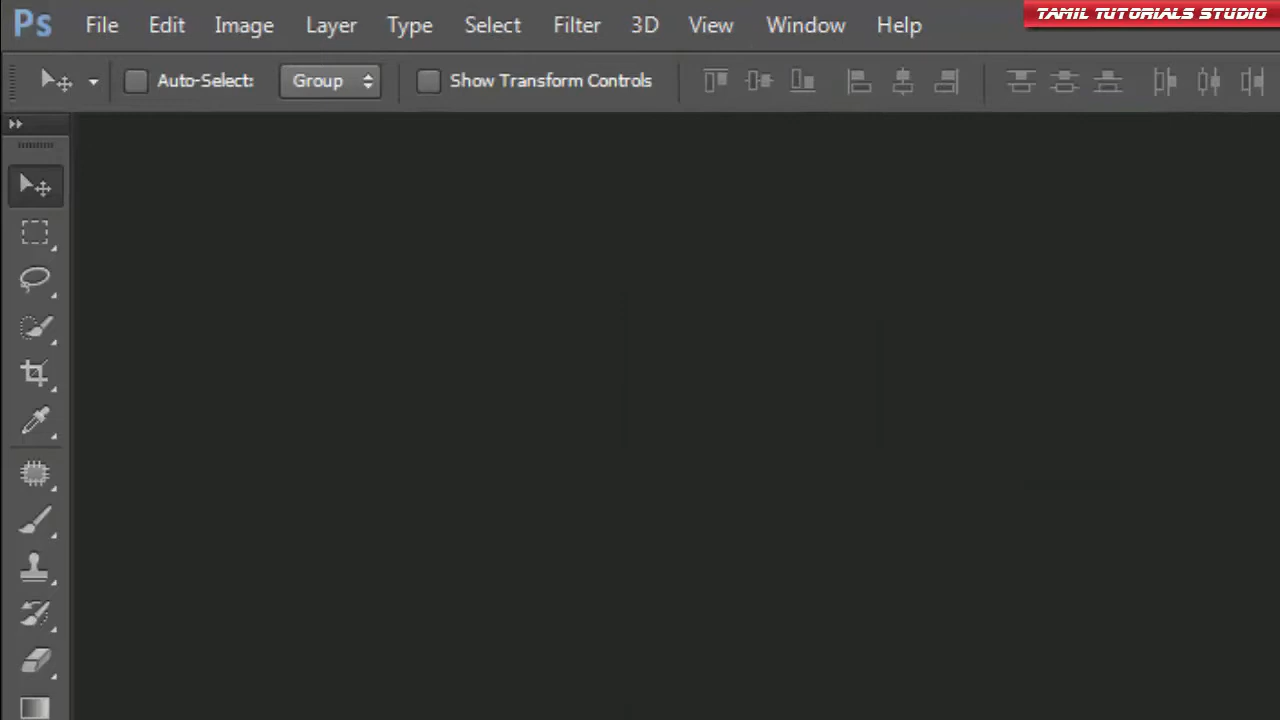 Ps File Edit Image Layer Type Select Filter 3D View Window Help
TAMIL TUTORIALS STUDIO
Auto-Select: Group Show Transform Controls